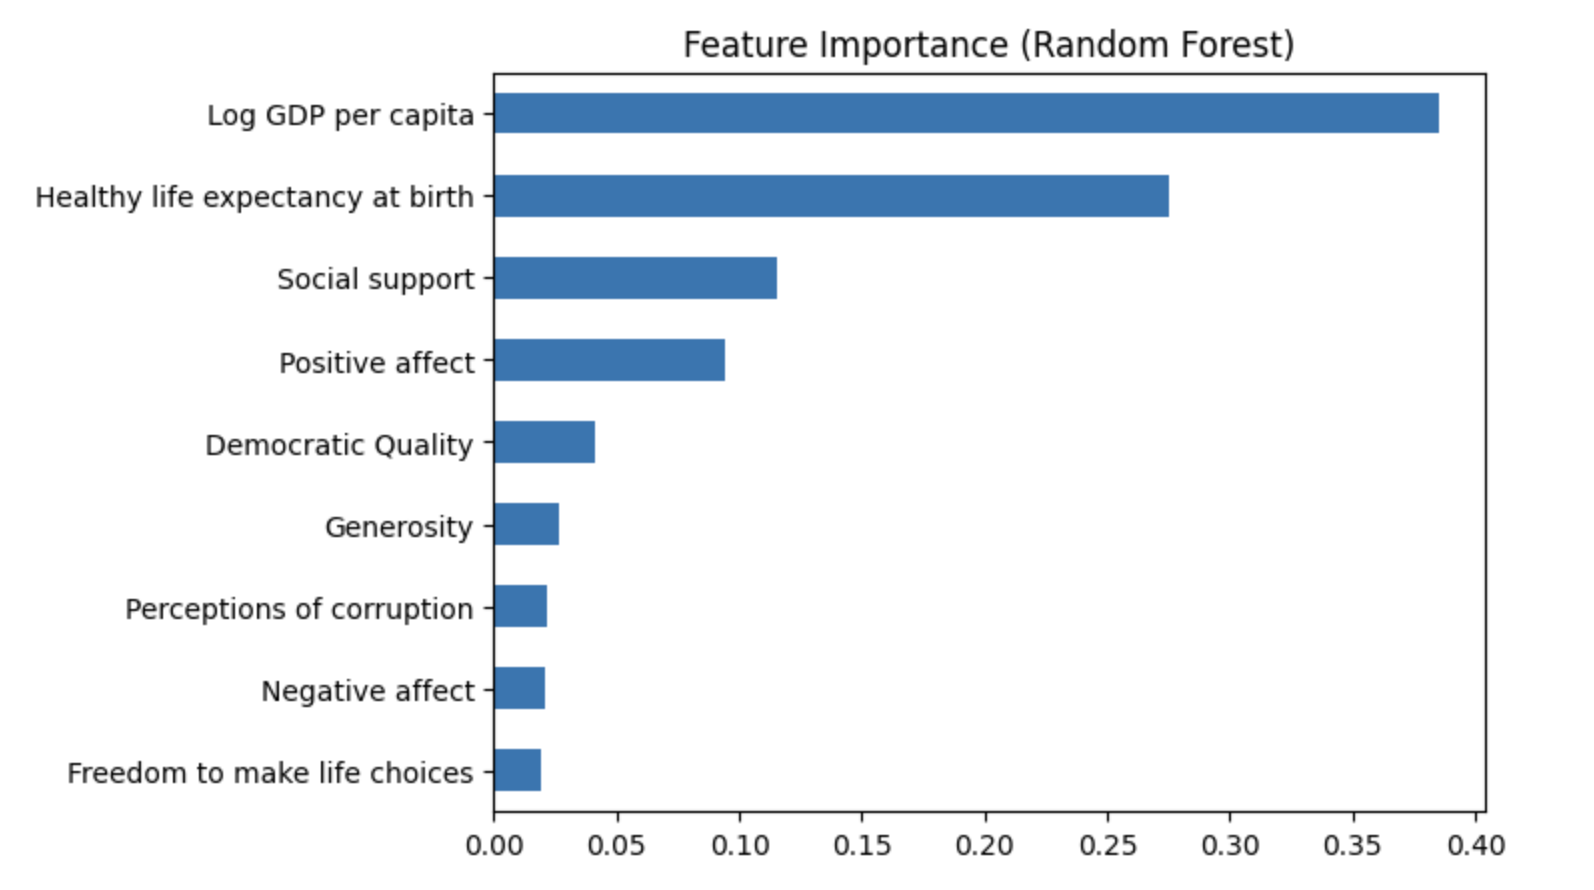 Feature Importance (Random Forest)
Log GDP per capita
Healthy life expectancy at birth
Social support
Positive affect
Democratic Quality
Generosity
Perceptions of corruption
Negative affect
Freedom to make life choices
0.00 0.05 0.10 0.15 0.20 0.25 0.30 0.35 0.40